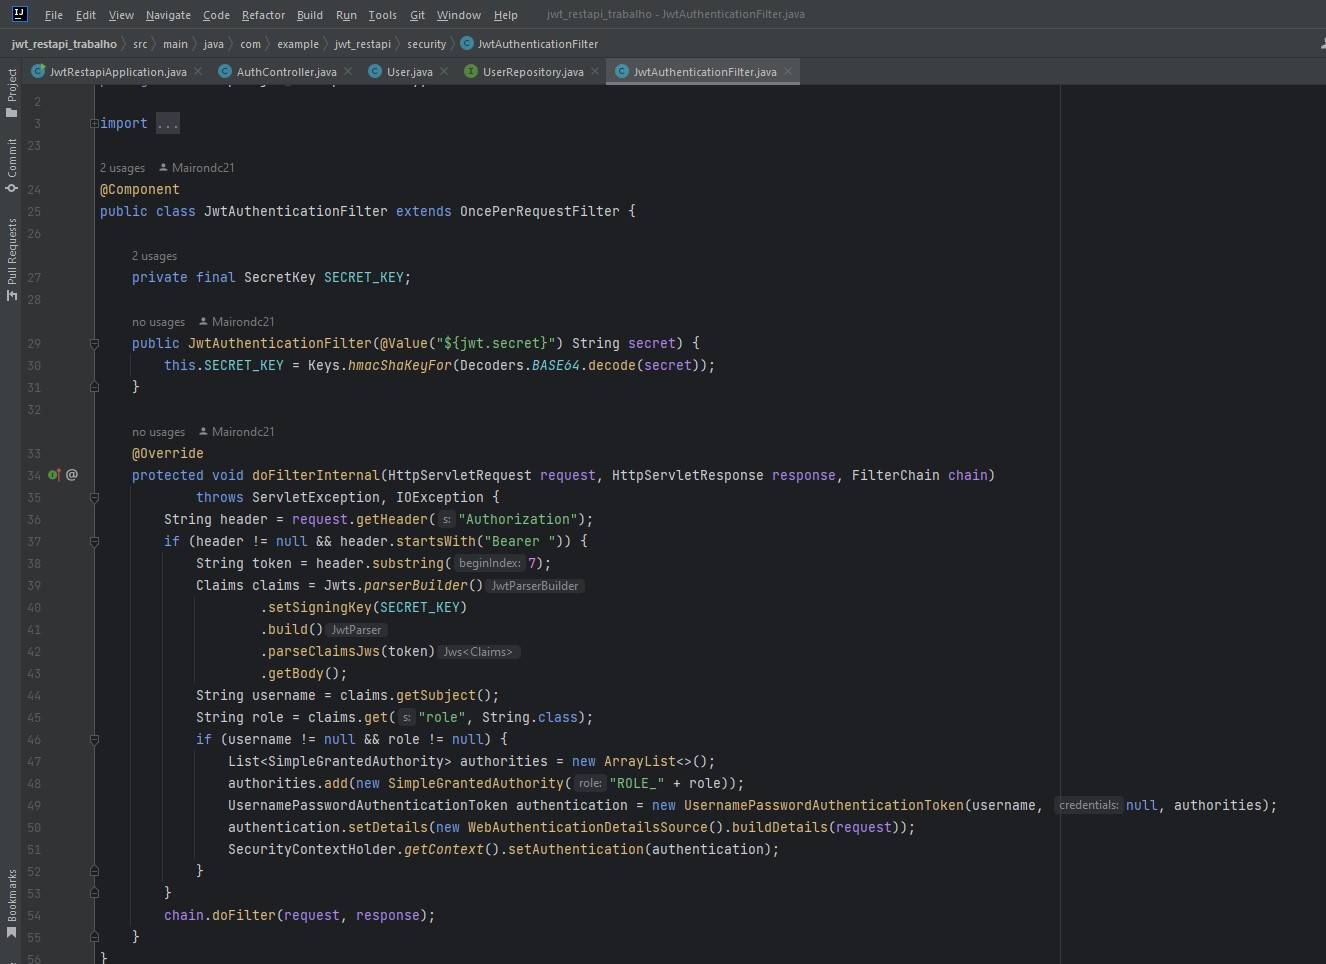 File Edit View Navigate Code Refactor Build Run Tools Git Window Help jwt_restapi_trabalho - JwtAuthenticationFilter.java
jwt_restapi_trabalho src main java com example jwt_restapi security JwtAuthenticationFilter
JwtRestapiApplication.java AuthController.java User.java UserRepository.java JwtAuthenticationFilter.java
Project
Commit
Pull Requests
Bookmarks
2
3 import ...
23
2 usages Mairondc21
24 @Component
25 public class JwtAuthenticationFilter extends OncePerRequestFilter {
26
2 usages
27 private final SecretKey SECRET_KEY;
28
no usages Mairondc21
29 public JwtAuthenticationFilter(@Value("${jwt.secret}") String secret) {
30 this.SECRET_KEY = Keys.hmacShaKeyFor(Decoders.BASE64.decode(secret));
31 }
32
no usages Mairondc21
33 @Override
34 @ protected void doFilterInternal(HttpServletRequest request, HttpServletResponse response, FilterChain chain)
35 throws ServletException, IOException {
36 String header = request.getHeader( s: "Authorization");
37 if (header != null && header.startsWith("Bearer ")) {
38 String token = header.substring( beginIndex: 7);
39 Claims claims = Jwts.parserBuilder() JwtParserBuilder
40 .setSigningKey(SECRET_KEY)
41 .build() JwtParser
42 .parseClaimsJws(token) Jws<Claims>
43 .getBody();
44 String username = claims.getSubject();
45 String role = claims.get( s: "role", String.class);
46 if (username != null && role != null) {
47 List<SimpleGrantedAuthority> authorities = new ArrayList<>();
48 authorities.add(new SimpleGrantedAuthority( role: "ROLE_" + role));
49 UsernamePasswordAuthenticationToken authentication = new UsernamePasswordAuthenticationToken(username, credentials: null, authorities);
50 authentication.setDetails(new WebAuthenticationDetailsSource().buildDetails(request));
51 SecurityContextHolder.getContext().setAuthentication(authentication);
52 }
53 }
54 chain.doFilter(request, response);
55 }
56 }